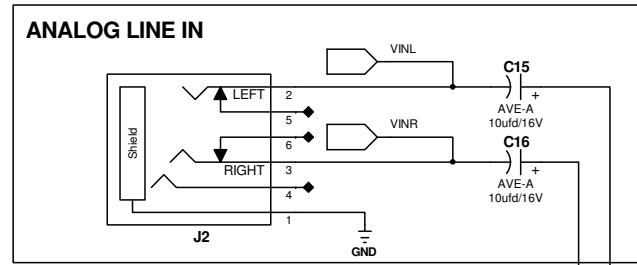 ANALOG LINE IN
VINL
C15
LEFT
2
+
AVE-A
10ufd/16V
5
6
VINR
C16
Shield
RIGHT
3
+
AVE-A
10ufd/16V
4
1
J2
GND